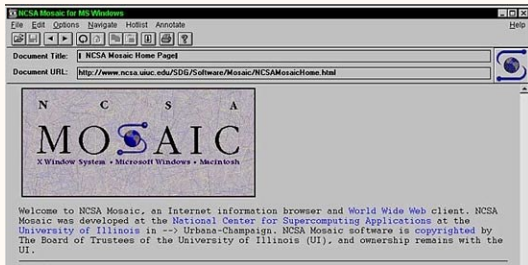 NCSA Mosaic for MS Windows
File Edit Options Navigate Hotlist Annotate Help
Document Title: NCSA Mosaic Home Page
Document URL: http://www.ncsa.uiuc.edu/SDG/Software/Mosaic/NCSAMosaicHome.html
N C S A
MOSAIC
X Window System • Microsoft Windows • Macintosh
Welcome to NCSA Mosaic, an Internet information browser and World Wide Web client. NCSA
Mosaic was developed at the National Center for Supercomputing Applications at the
University of Illinois in --> Urbana-Champaign. NCSA Mosaic software is copyrighted by
The Board of Trustees of the University of Illinois (UI), and ownership remains with the
UI.